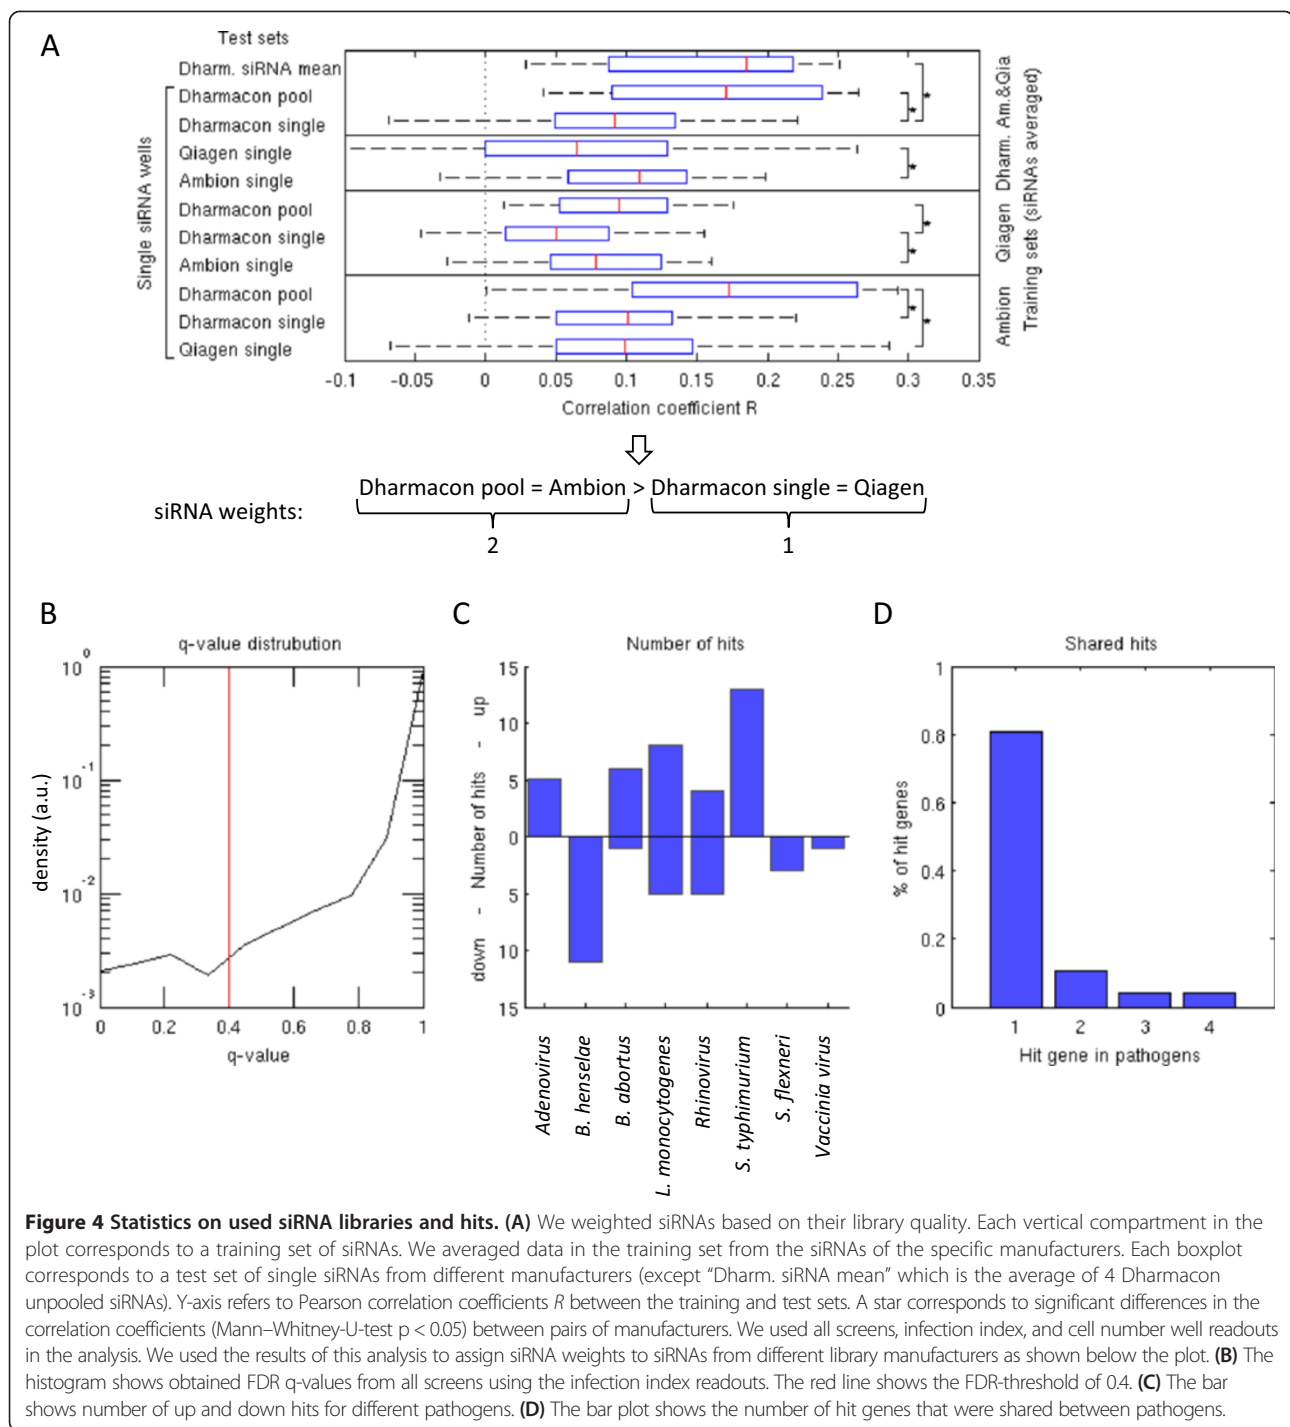 A
Test sets
Dharm. siRNA mean
Dharmacon pool
Dharmacon single
Qiagen single
Ambion single
Dharmacon pool
Dharmacon single
Ambion single
Dharmacon pool
Dharmacon single
Qiagen single
Single siRNA wells
* *
*
* *
* *
Am.&Qia
Dharm.
Qiagen
Ambion
Training sets (siRNAs averaged)
-0.1 -0.05 0 0.05 0.1 0.15 0.2 0.25 0.3 0.35
Correlation coefficient R
siRNA weights:
Dharmacon pool = Ambion > Dharmacon single = Qiagen
2 1
B
q-value distrubution
10^0
10^-1
10^-2
10^-3
density (a.u.)
0 0.2 0.4 0.6 0.8 1
q-value
C
Number of hits
15
10
5
0
5
10
15
down - Number of hits - up
Adenovirus
B. henselae
B. abortus
L. monocytogenes
Rhinovirus
S. typhimurium
S. flexneri
Vaccinia virus
D
Shared hits
1
0.8
0.6
0.4
0.2
0
% of hit genes
1 2 3 4
Hit gene in pathogens
Figure 4 Statistics on used siRNA libraries and hits. (A) We weighted siRNAs based on their library quality. Each vertical compartment in the
plot corresponds to a training set of siRNAs. We averaged data in the training set from the siRNAs of the specific manufacturers. Each boxplot
corresponds to a test set of single siRNAs from different manufacturers (except “Dharm. siRNA mean” which is the average of 4 Dharmacon
unpooled siRNAs). Y-axis refers to Pearson correlation coefficients R between the training and test sets. A star corresponds to significant differences in the
correlation coefficients (Mann–Whitney-U-test p < 0.05) between pairs of manufacturers. We used all screens, infection index, and cell number well readouts
in the analysis. We used the results of this analysis to assign siRNA weights to siRNAs from different library manufacturers as shown below the plot. (B) The
histogram shows obtained FDR q-values from all screens using the infection index readouts. The red line shows the FDR-threshold of 0.4. (C) The bar
shows number of up and down hits for different pathogens. (D) The bar plot shows the number of hit genes that were shared between pathogens.